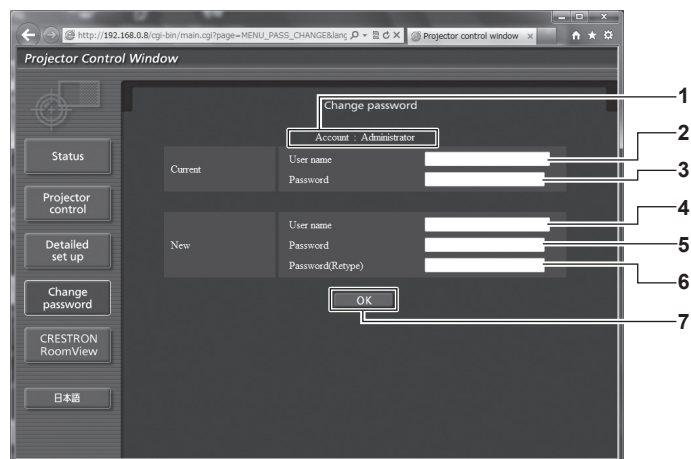 http://192.168.0.8/cgi-bin/main.cgi?page=MENU_PASS_CHANGE&lang
Projector control window
Projector Control Window
Change password
1
Account : Administrator
2
Status
Current
User name
Password
3
Projector
control
4
User name
Detailed
set up
New
Password
5
Password(Retype)
6
Change
password
OK
7
CRESTRON
RoomView
日本語